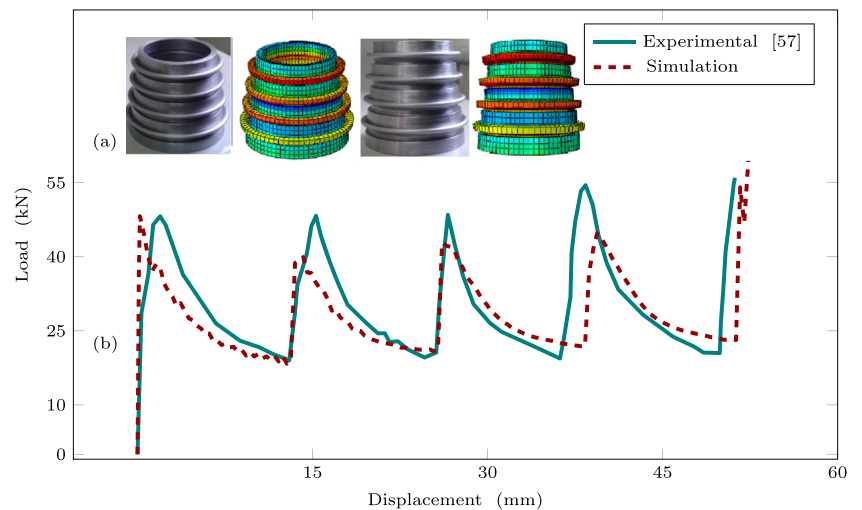 Experimental [57]
Simulation
(a)
55
40
25
10
0
Load (kN)
(b)
15
30
45
60
Displacement (mm)